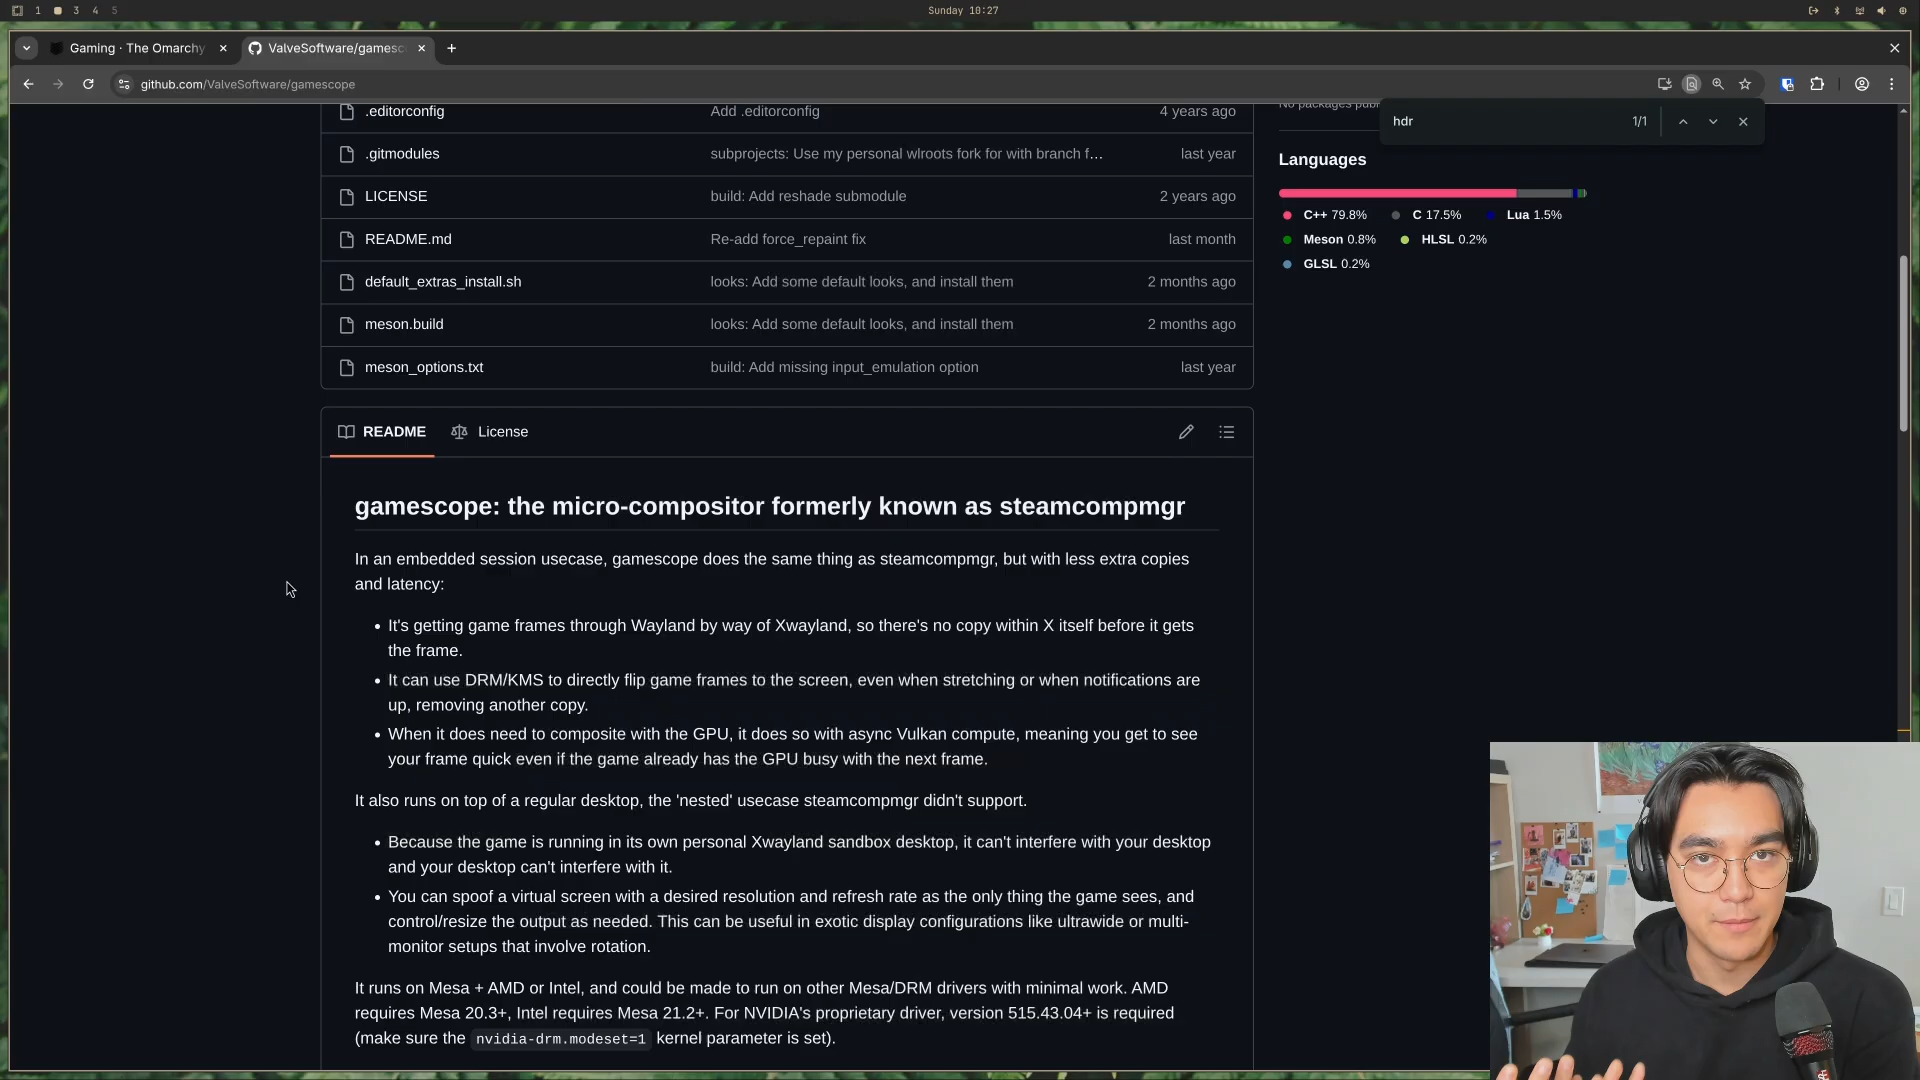 1 3 4 5
Sunday 10:27
Gaming · The Omarchy
ValveSoftware/gamesc
github.com/ValveSoftware/gamescope
hdr
1/1
.editorconfig Add .editorconfig 4 years ago
.gitmodules subprojects: Use my personal wlroots fork for with branch f... last year
LICENSE build: Add reshade submodule 2 years ago
README.md Re-add force_repaint fix last month
default_extras_install.sh looks: Add some default looks, and install them 2 months ago
meson.build looks: Add some default looks, and install them 2 months ago
meson_options.txt build: Add missing input_emulation option last year
No packages publ
Languages
C++ 79.8% C 17.5% Lua 1.5%
Meson 0.8% HLSL 0.2%
GLSL 0.2%
README License
gamescope: the micro-compositor formerly known as steamcompmgr
In an embedded session usecase, gamescope does the same thing as steamcompmgr, but with less extra copies
and latency:
• It's getting game frames through Wayland by way of Xwayland, so there's no copy within X itself before it gets
the frame.
• It can use DRM/KMS to directly flip game frames to the screen, even when stretching or when notifications are
up, removing another copy.
• When it does need to composite with the GPU, it does so with async Vulkan compute, meaning you get to see
your frame quick even if the game already has the GPU busy with the next frame.
It also runs on top of a regular desktop, the 'nested' usecase steamcompmgr didn't support.
• Because the game is running in its own personal Xwayland sandbox desktop, it can't interfere with your desktop
and your desktop can't interfere with it.
• You can spoof a virtual screen with a desired resolution and refresh rate as the only thing the game sees, and
control/resize the output as needed. This can be useful in exotic display configurations like ultrawide or multi-
monitor setups that involve rotation.
It runs on Mesa + AMD or Intel, and could be made to run on other Mesa/DRM drivers with minimal work. AMD
requires Mesa 20.3+, Intel requires Mesa 21.2+. For NVIDIA's proprietary driver, version 515.43.04+ is required
(make sure the nvidia-drm.modeset=1 kernel parameter is set).